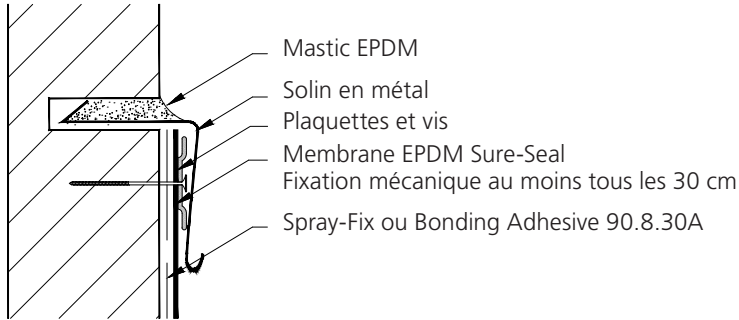 Mastic EPDM
Solin en métal
Plaquettes et vis
Membrane EPDM Sure-Seal
Fixation mécanique au moins tous les 30 cm
Spray-Fix ou Bonding Adhesive 90.8.30A